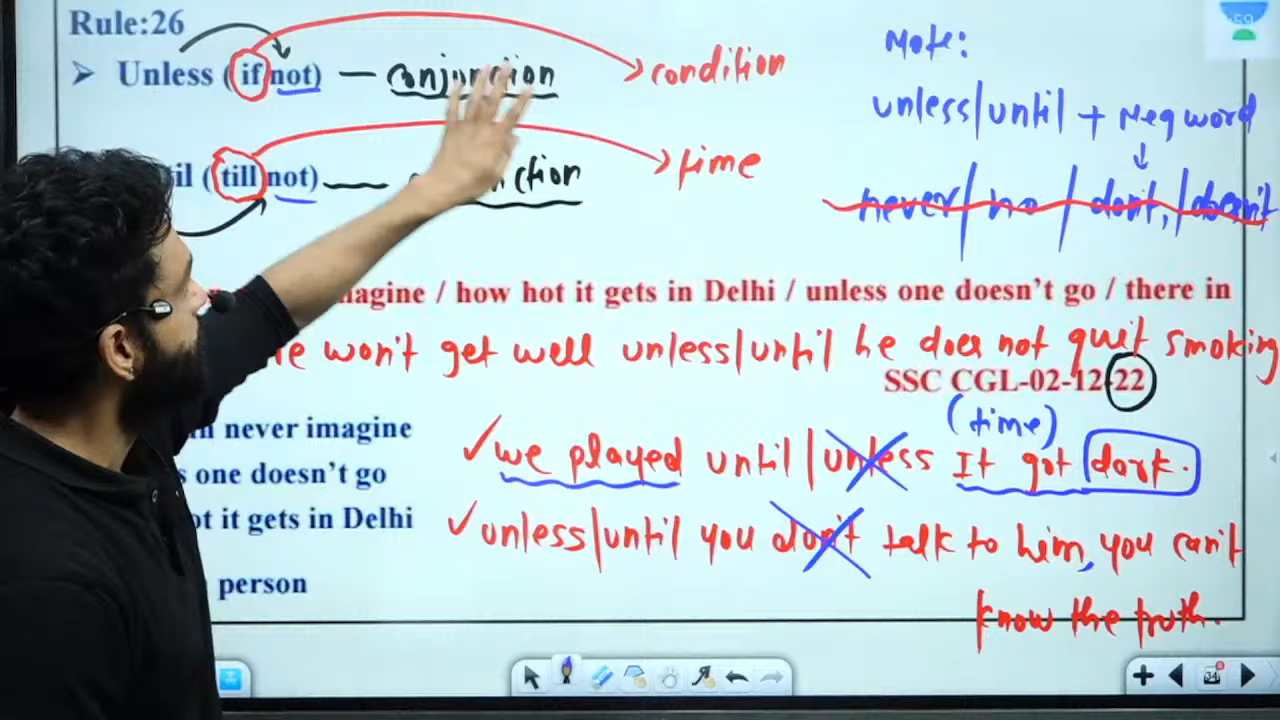 Rule:26
➤ Unless (if not) — conjunction → condition
(till not) — conjunction → time
Note:
unless/until + Neg word
↓
never/no/don't,/doesn't
/ how hot it gets in Delhi / unless one doesn't go / there in
won't get well unless/until he does not quit smoking
SSC CGL-02-12-22
never imagine
one doesn't go
it gets in Delhi
person
(time)
✓we played until/unless It got dark.
✓unless/until you don't talk to him, you can't
know the truth.